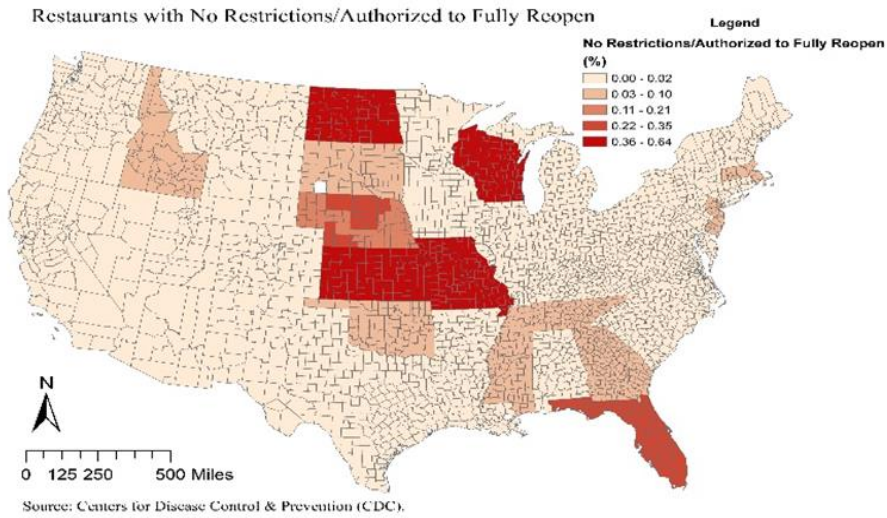 Restaurants with No Restrictions/Authorized to Fully Reopen
Legend
No Restrictions/Authorized to Fully Reopen
(%)
0.00 - 0.02
0.03 - 0.10
0.11 - 0.21
0.22 - 0.35
0.36 - 0.64
N
0 125 250 500 Miles
Source: Centers for Disease Control & Prevention (CDC).